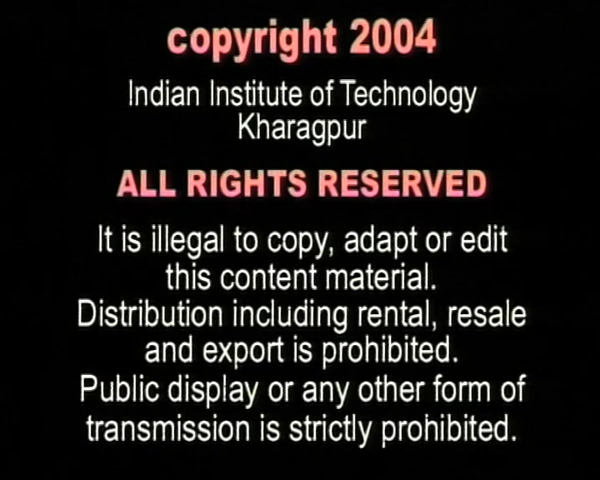 copyright 2004
Indian Institute of Technology
Kharagpur
ALL RIGHTS RESERVED
It is illegal to copy, adapt or edit
this content material.
Distribution including rental, resale
and export is prohibited.
Public display or any other form of
transmission is strictly prohibited.